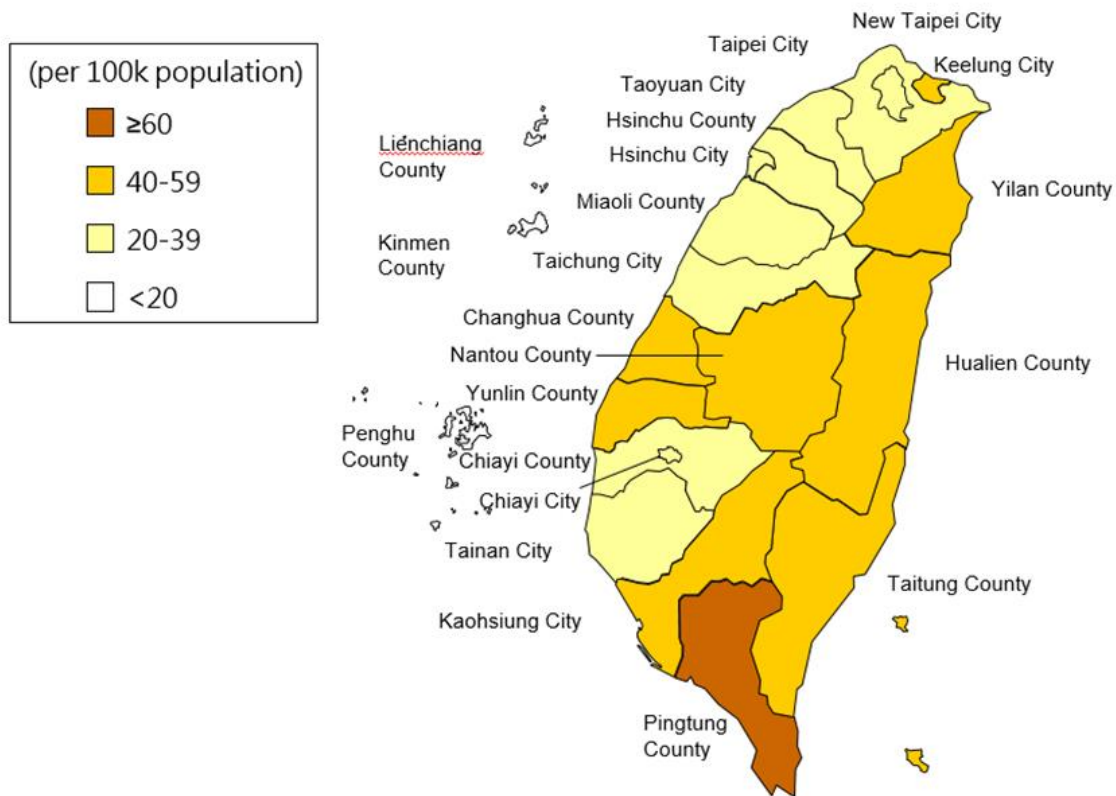 (per 100k population)
≥60
40-59
20-39
<20
New Taipei City
Taipei City
Keelung City
Taoyuan City
Hsinchu County
Liénchiang
County
Hsinchu City
Yilan County
Miaoli County
Kinmen
County
Taichung City
Changhua County
Nantou County
Hualien County
Yunlin County
Penghu
County
Chiayi County
Chiayi City
Tainan City
Taitung County
Kaohsiung City
Pingtung
County